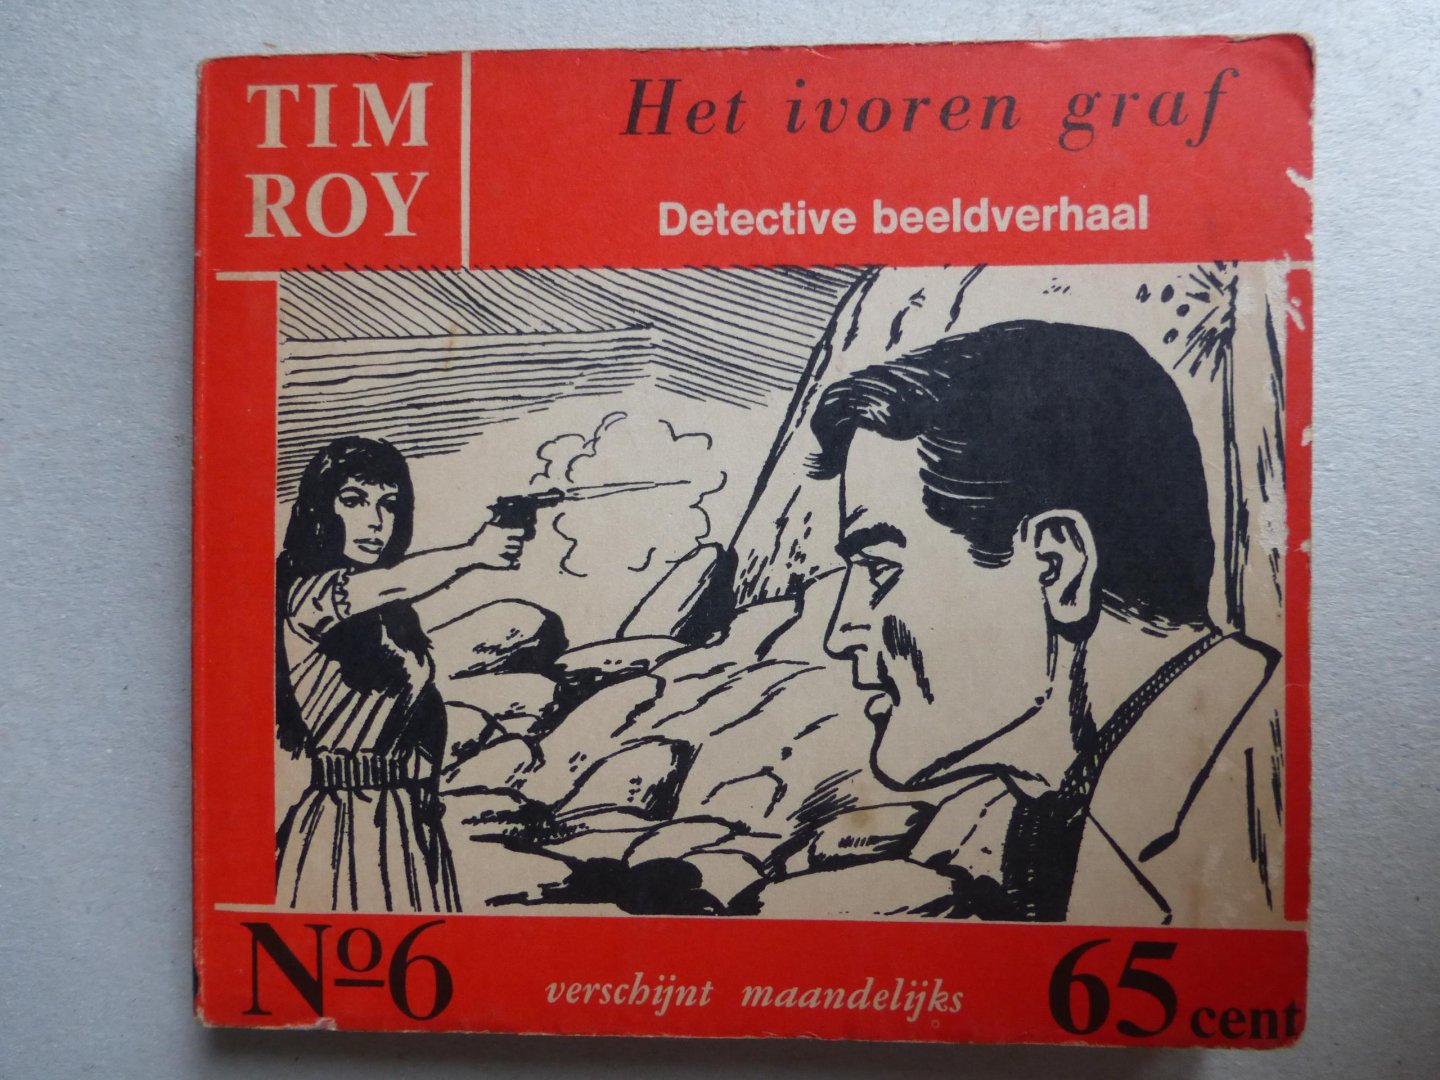 TIM
ROY
Het ivoren graf
Detective beeldverhaal
No6
verschijnt maandelijks
65 cent